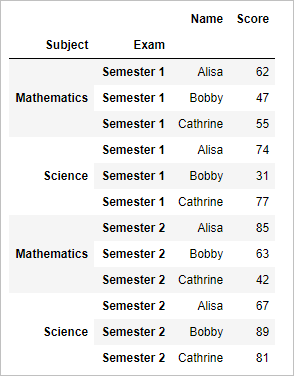 Name Score
Subject Exam
Semester 1 Alisa 62
Mathematics Semester 1 Bobby 47
Semester 1 Cathrine 55
Semester 1 Alisa 74
Science Semester 1 Bobby 31
Semester 1 Cathrine 77
Semester 2 Alisa 85
Mathematics Semester 2 Bobby 63
Semester 2 Cathrine 42
Semester 2 Alisa 67
Science Semester 2 Bobby 89
Semester 2 Cathrine 81